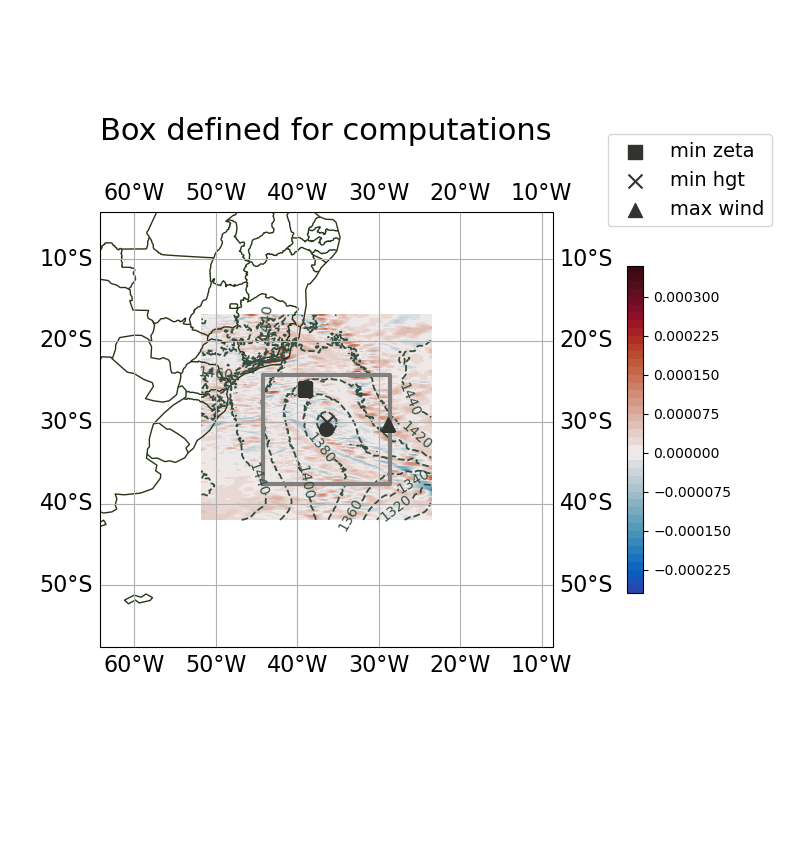 Box defined for computations
min zeta
min hgt
max wind
60°W 50°W 40°W 30°W 20°W 10°W
10°S 10°S
20°S 20°S
30°S 30°S
40°S 40°S
50°S 50°S
60°W 50°W 40°W 30°W 20°W 10°W
1440
1420
1380
1400
1340
1320
1360
0.000300
0.000225
0.000150
0.000075
0.000000
−0.000075
−0.000150
−0.000225